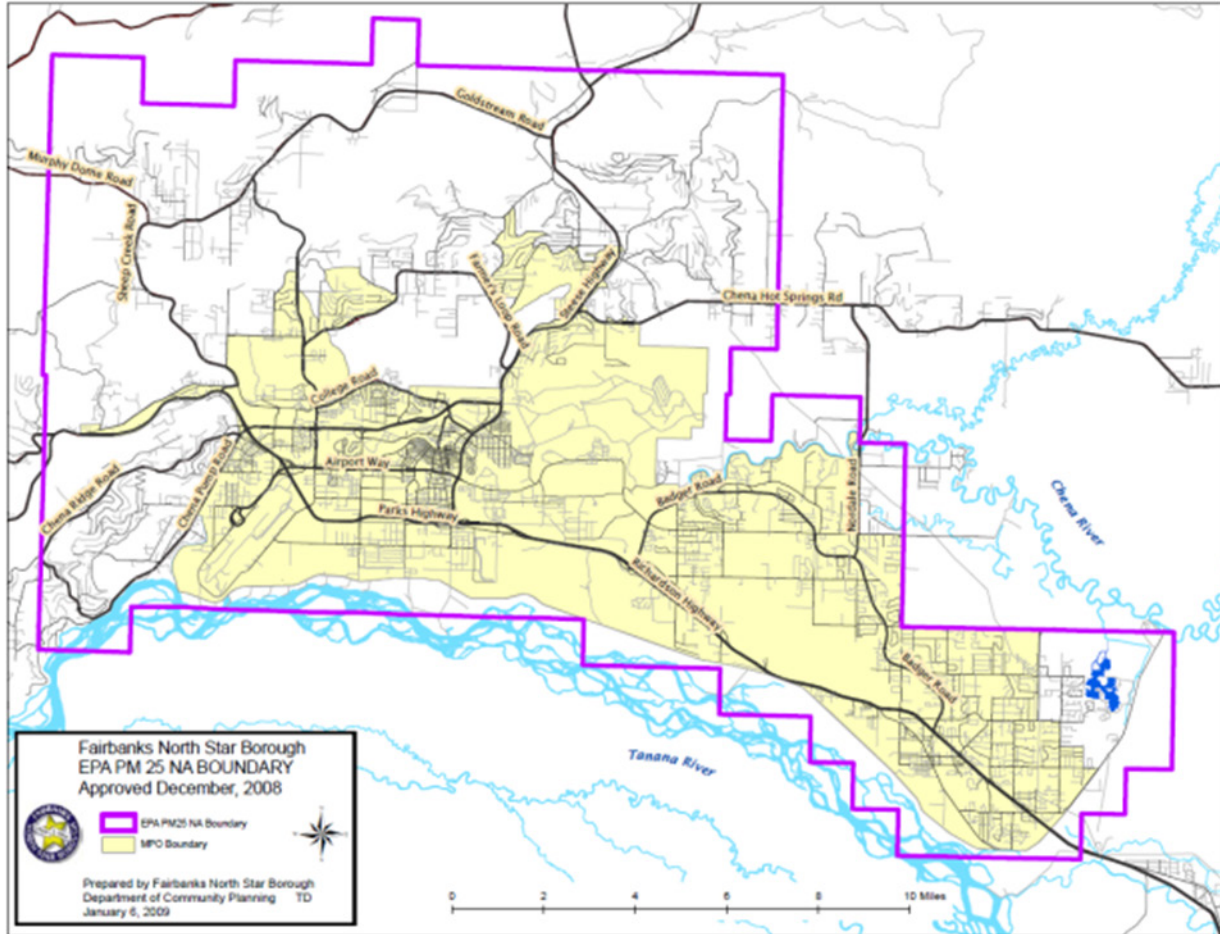 Goldstream Road
Murphy Dome Road
Sheep Creek Road
Farmer's Loop Road
Steese Highway
Chena Hot Springs Rd
College Road
Airport Way
Chena Ridge Road
Chena Pump Road
Parks Highway
Badger Road
Nordale Road
Chena River
Richardson Highway
Badger Road
Tanana River
Fairbanks North Star Borough
EPA PM 25 NA BOUNDARY
Approved December, 2008
EPA PM25 NA Boundary
MPO Boundary
Prepared by Fairbanks North Star Borough
Department of Community Planning TD
January 6, 2009
0 2 4 6 8 10 Miles